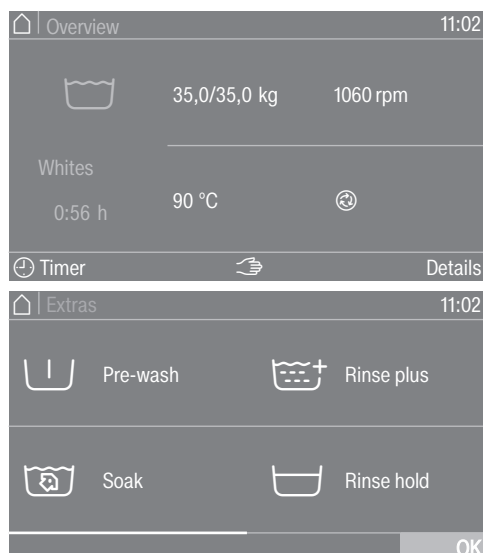 Overview 11:02
35,0/35,0 kg 1060 rpm
Whites
0:56 h
90 °C
Timer Details
Extras 11:02
Pre-wash Rinse plus
Soak Rinse hold
OK